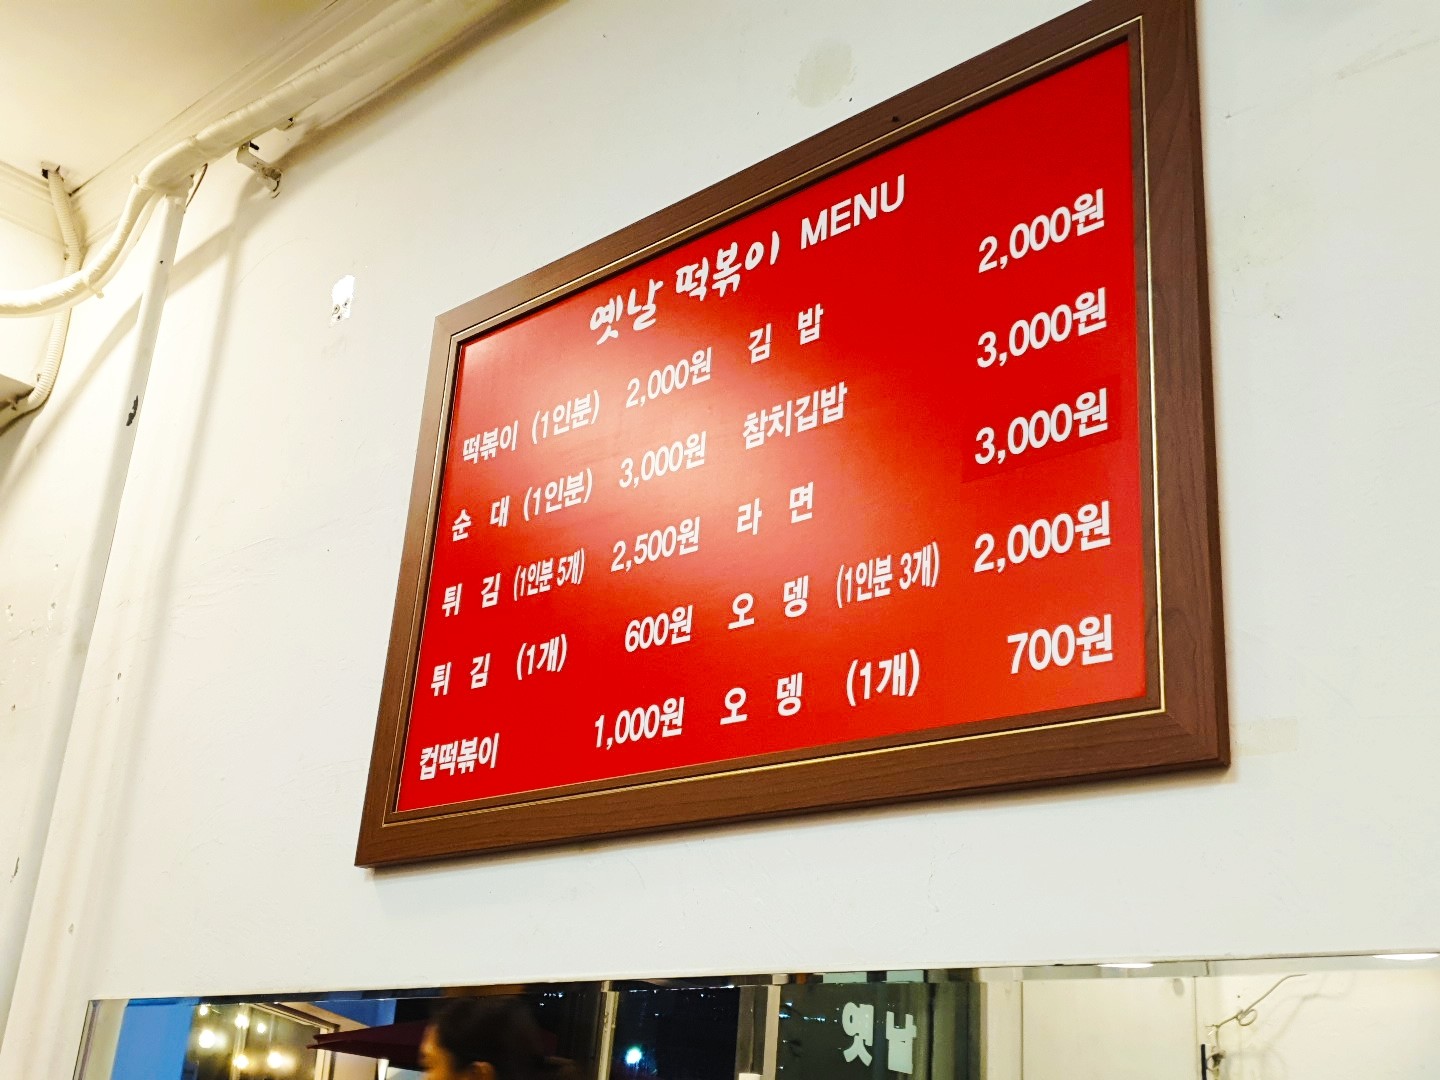 옛날 떡볶이 MENU
떡볶이 (1인분) 2,000원 김 밥 2,000원
순 대 (1인분) 3,000원 참치김밥 3,000원
튀 김 (1인분 5개) 2,500원 라 면 3,000원
튀 김 (1개) 600원 오 뎅 (1인분 3개) 2,000원
컵떡볶이 1,000원 오 뎅 (1개) 700원
옛날